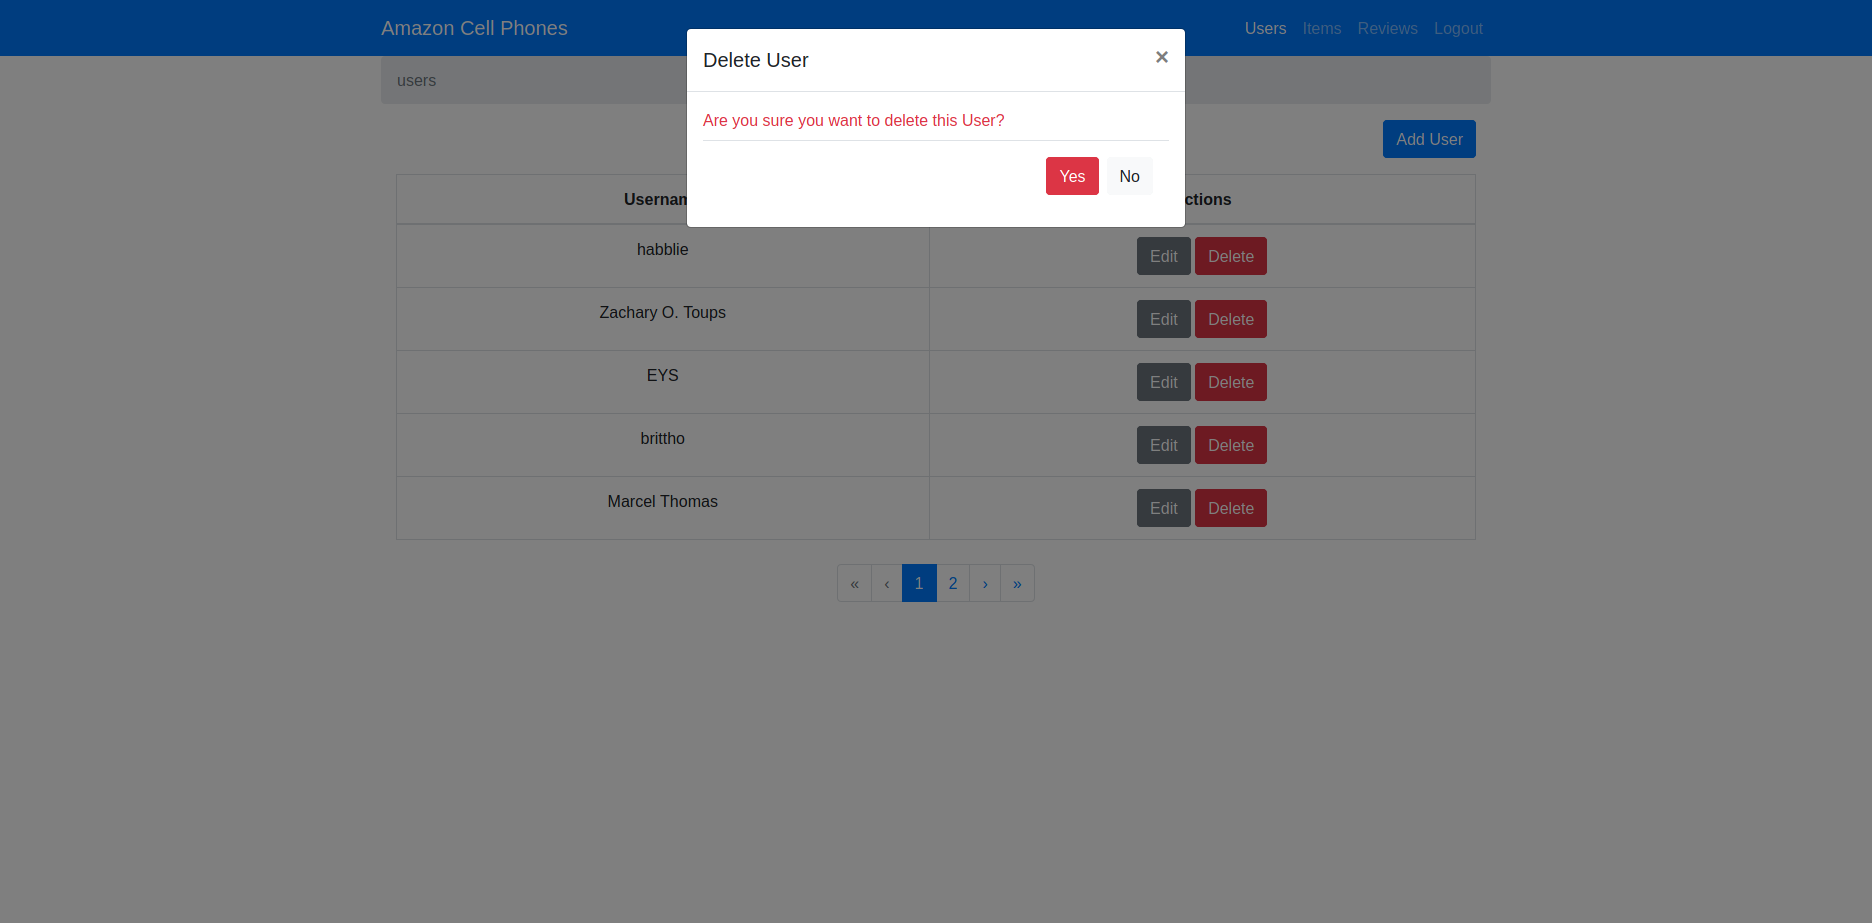 Amazon Cell Phones
Users Items Reviews Logout
Delete User ×
users
Are you sure you want to delete this User?
Add User
Yes No
habblie Edit Delete
Zachary O. Toups Edit Delete
EYS Edit Delete
brittho Edit Delete
Marcel Thomas Edit Delete
« ‹ 1 2 › »